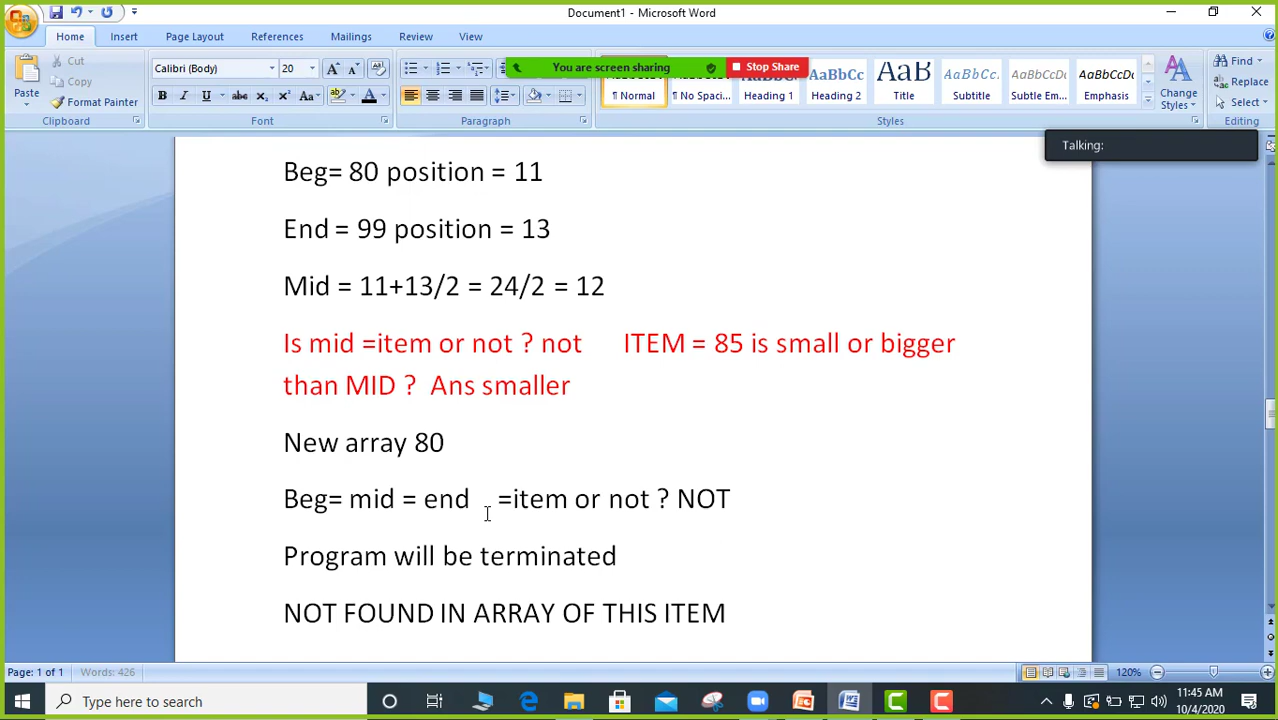 Document1 - Microsoft Word
Home Insert Page Layout References Mailings Review View
You are screen sharing Stop Share
Paste Cut Copy Format Painter
Clipboard
Calibri (Body) 20
Font
Paragraph
¶ Normal ¶ No Spaci... Heading 1 Heading 2 Title Subtitle Subtle Em... Emphasis
Change Styles
Styles
Find Replace Select
Editing
Talking:
Beg= 80 position = 11
End = 99 position = 13
Mid = 11+13/2 = 24/2 = 12
Is mid =item or not ? not ITEM = 85 is small or bigger
than MID ? Ans smaller
New array 80
Beg= mid = end =item or not ? NOT
Program will be terminated
NOT FOUND IN ARRAY OF THIS ITEM
Page: 1 of 1 Words: 426 120%
Type here to search
11:45 AM
10/4/2020